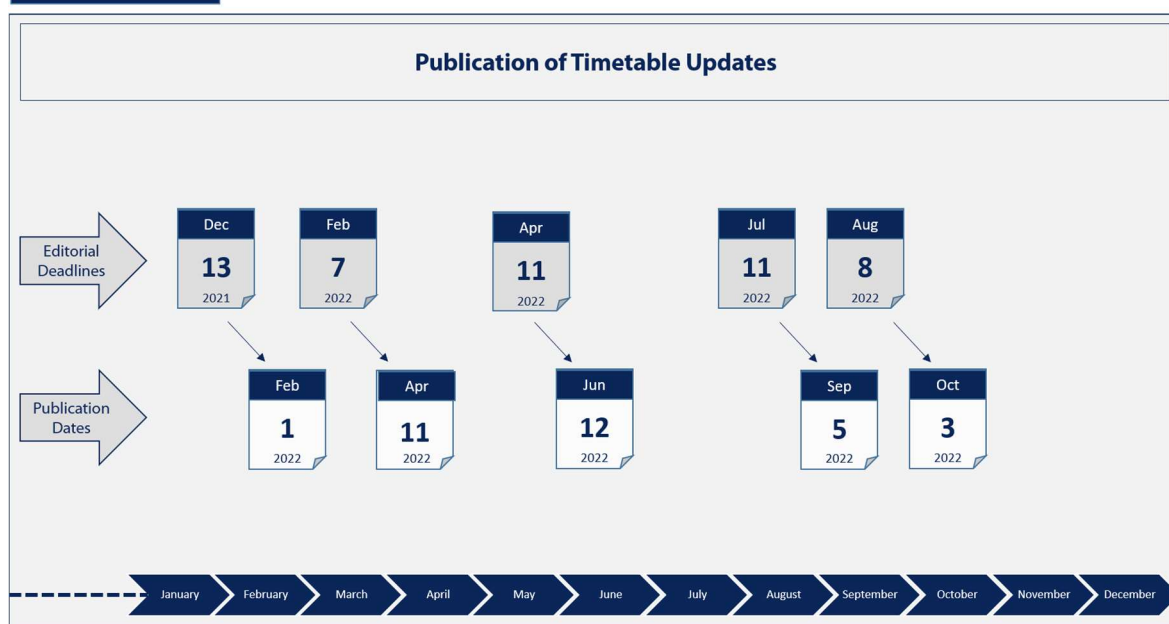 Publication of Timetable Updates
Editorial
Deadlines
Dec
13
2021
Feb
7
2022
Apr
11
2022
Jul
11
2022
Aug
8
2022
Publication
Dates
Feb
1
2022
Apr
11
2022
Jun
12
2022
Sep
5
2022
Oct
3
2022
January February March April May June July August September October November December